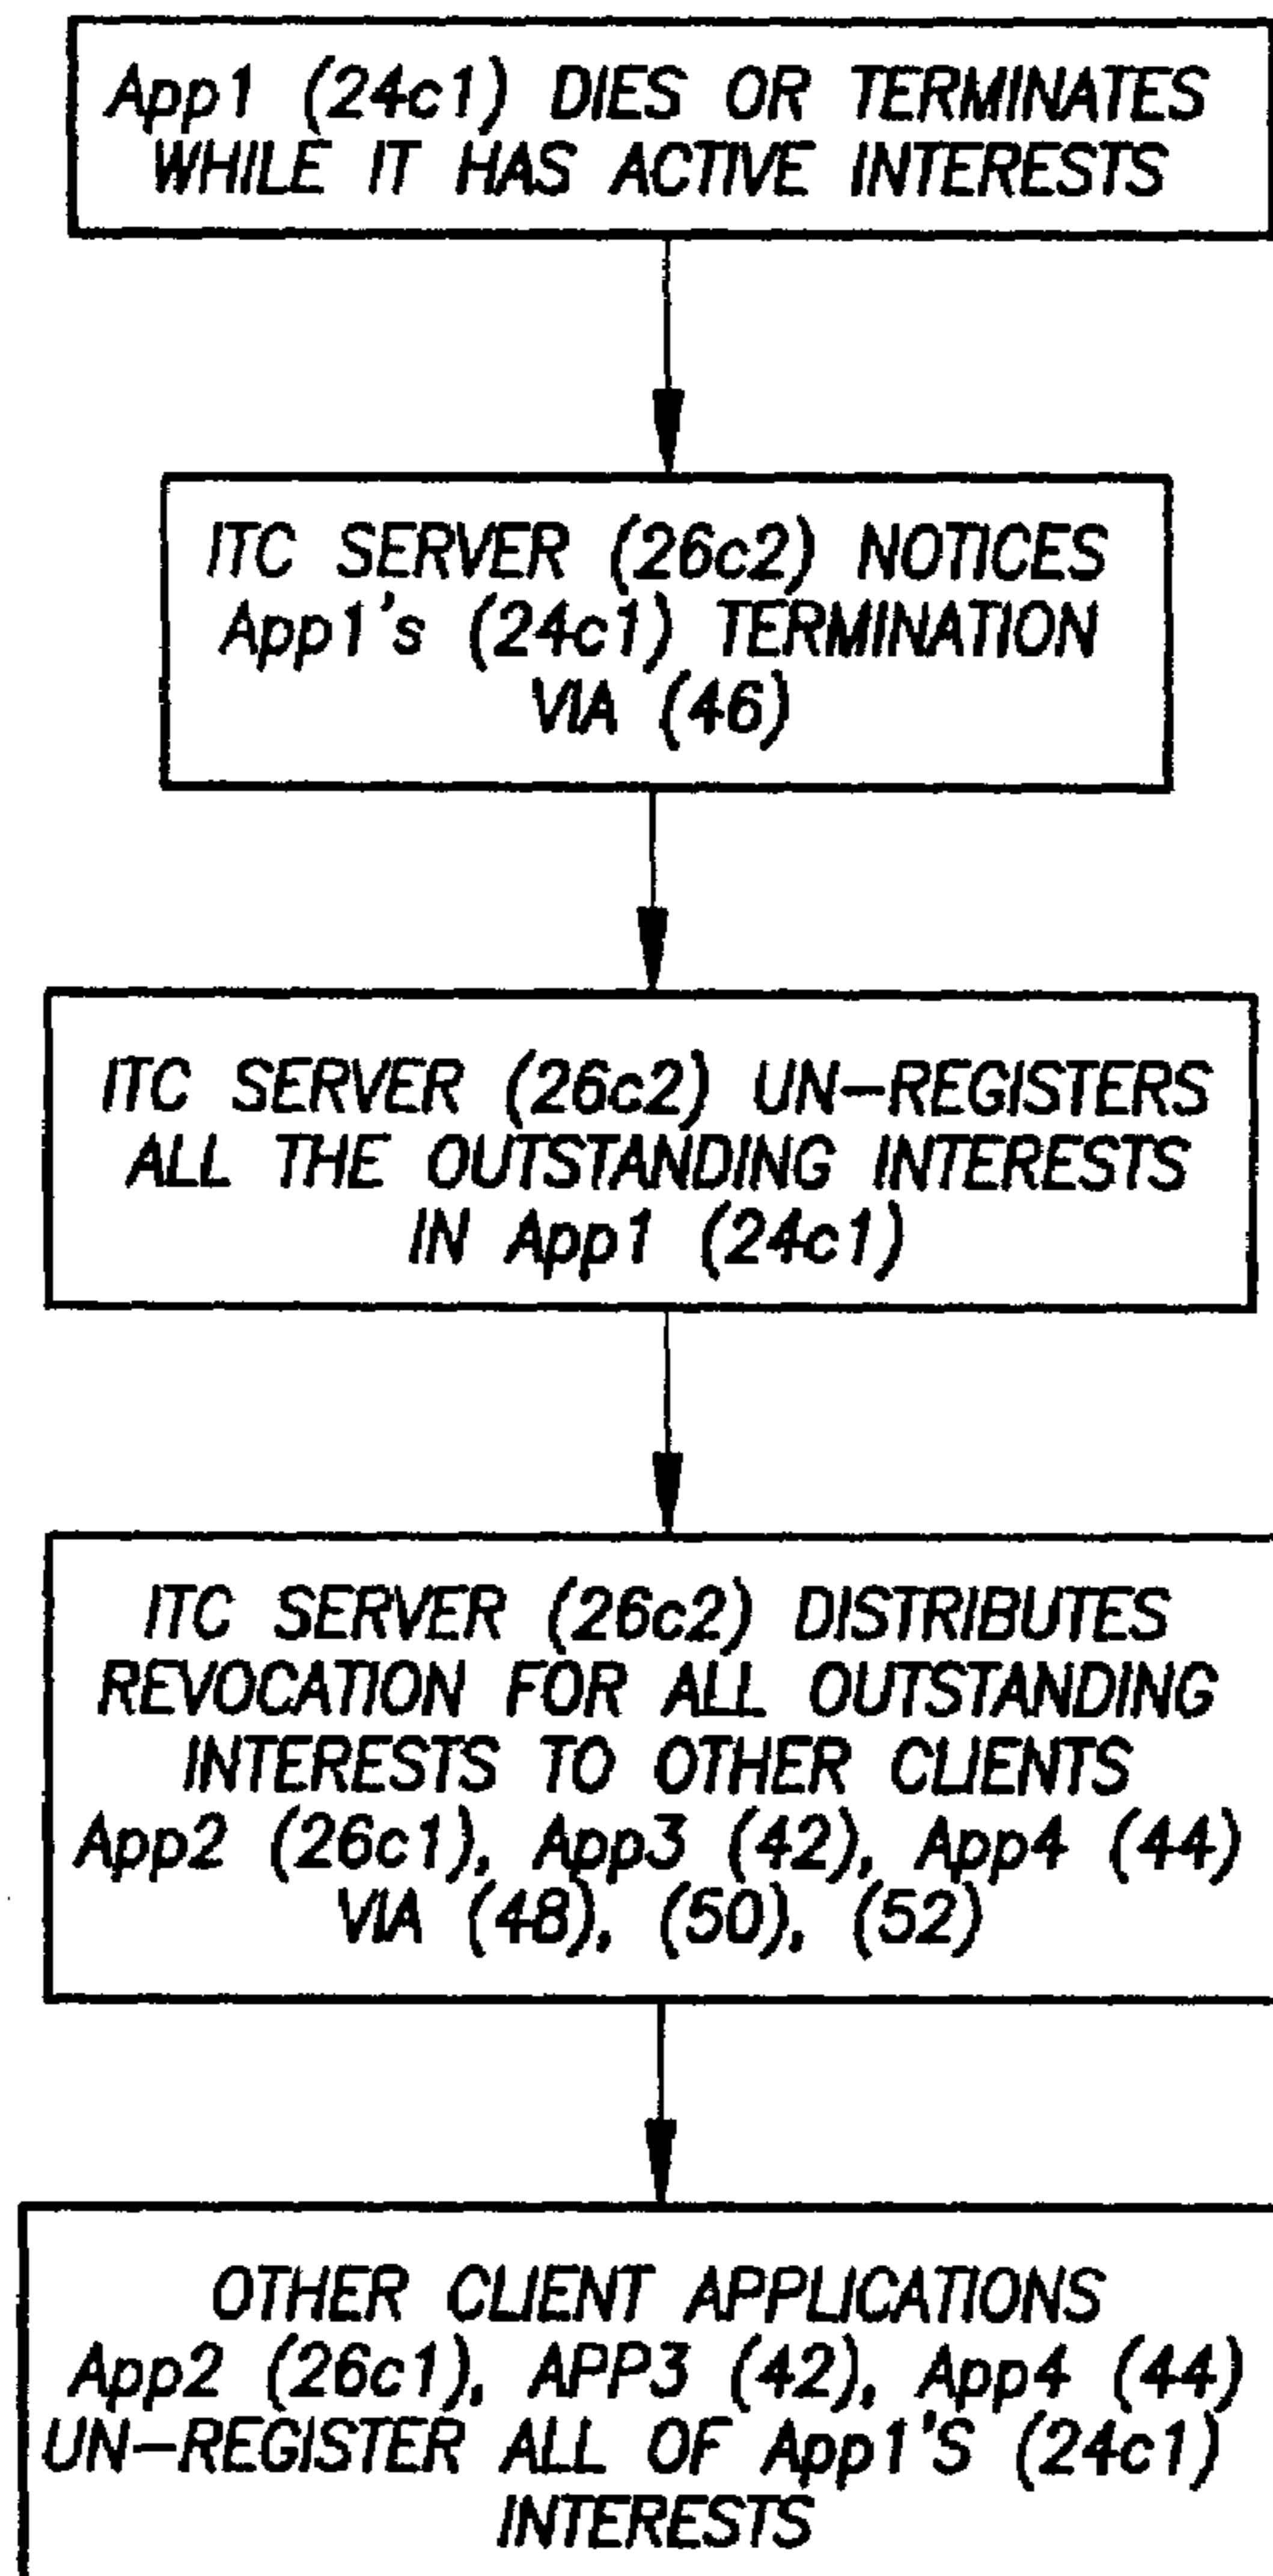 App1 (24c1) DIES OR TERMINATES
WHILE IT HAS ACTIVE INTERESTS
ITC SERVER (26c2) NOTICES
App1's (24c1) TERMINATION
VIA (46)
ITC SERVER (26c2) UN-REGISTERS
ALL THE OUTSTANDING INTERESTS
IN App1 (24c1)
ITC SERVER (26c2) DISTRIBUTES
REVOCATION FOR ALL OUTSTANDING
INTERESTS TO OTHER CLIENTS
App2 (26c1), App3 (42), App4 (44)
VIA (48), (50), (52)
OTHER CLIENT APPLICATIONS
App2 (26c1), APP3 (42), App4 (44)
UN-REGISTER ALL OF App1'S (24c1)
INTERESTS